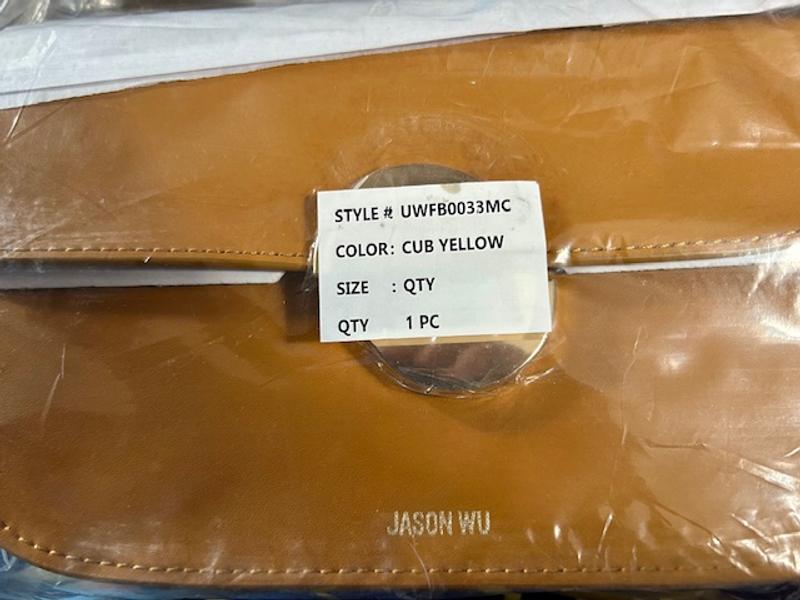 STYLE # UWFB0033MC
COLOR: CUB YELLOW
SIZE : QTY
QTY 1 PC
JASON WU